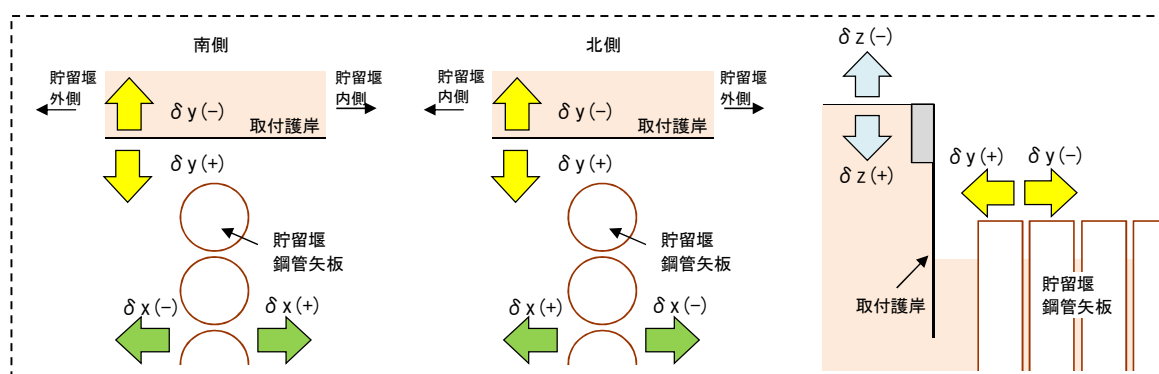 南側
貯留堰
外側
貯留堰
内側
δy(-)
取付護岸
δy(+)
貯留堰
鋼管矢板
δx(-)
δx(+)
北側
貯留堰
内側
貯留堰
外側
δy(-)
取付護岸
δy(+)
貯留堰
鋼管矢板
δx(+)
δx(-)
δz(-)
δz(+)
δy(+)
δy(-)
取付護岸
貯留堰
鋼管矢板